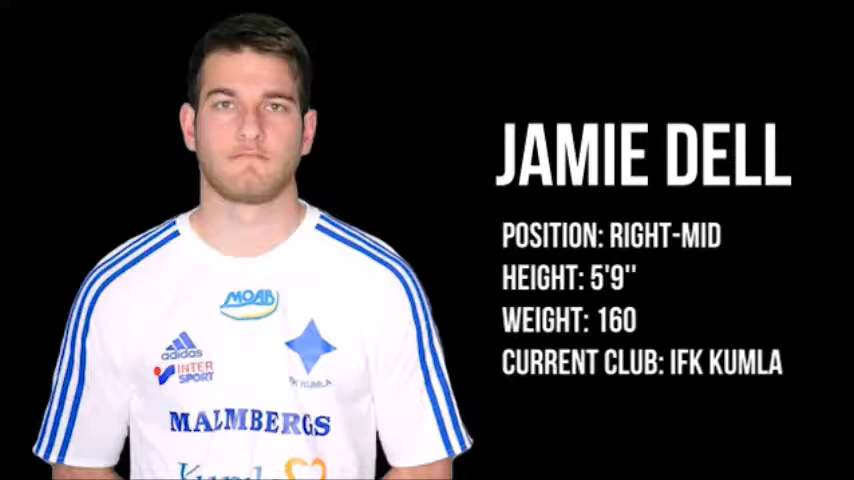 JAMIE DELL
POSITION: RIGHT-MID
HEIGHT: 5'9"
WEIGHT: 160
CURRENT CLUB: IFK KUMLA
MOAB
adidas
INTER
SPORT
IFK KUMLA
MALMBERGS